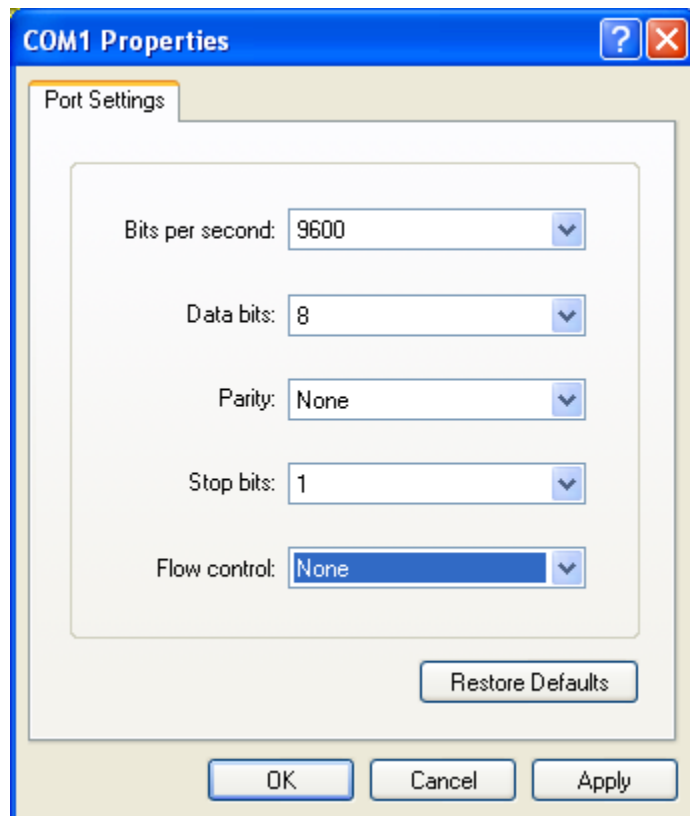 COM1 Properties
Port Settings
Bits per second: 9600
Data bits: 8
Parity: None
Stop bits: 1
Flow control: None
Restore Defaults
OK Cancel Apply